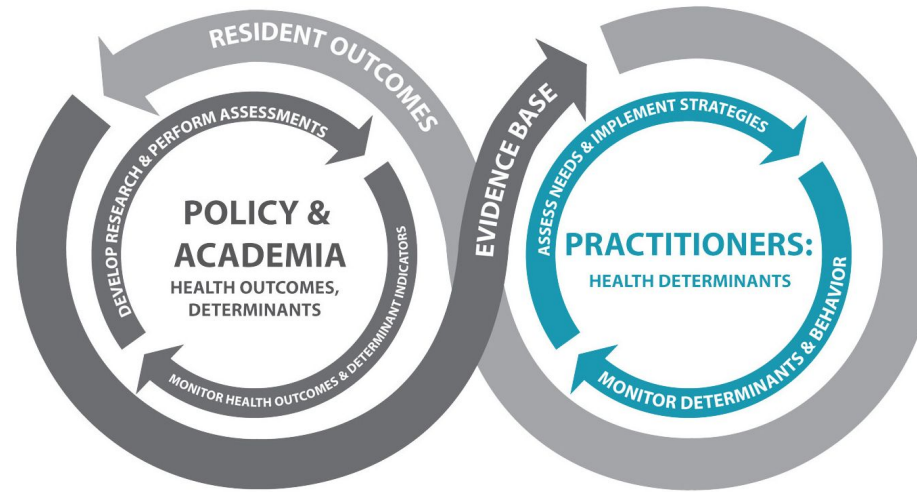 RESIDENT OUTCOMES
EVIDENCE BASE
DEVELOP RESEARCH & PERFORM ASSESSMENTS
POLICY &
ACADEMIA
HEALTH OUTCOMES,
DETERMINANTS
MONITOR HEALTH OUTCOMES & DETERMINANT INDICATORS
ASSESS NEEDS & IMPLEMENT STRATEGIES
PRACTITIONERS:
HEALTH DETERMINANTS
MONITOR DETERMINANTS & BEHAVIOR